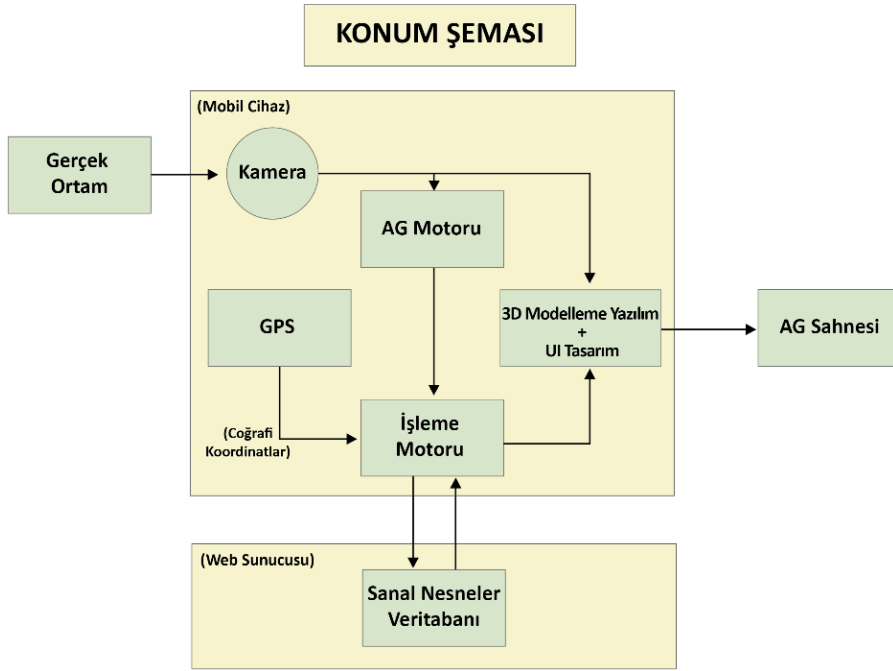 KONUM ŞEMASI
(Mobil Cihaz)
Gerçek
Ortam
Kamera
AG Motoru
GPS
3D Modelleme Yazılım
+
UI Tasarım
AG Sahnesi
(Coğrafi
Koordinatlar)
İşleme
Motoru
(Web Sunucusu)
Sanal Nesneler
Veritabanı